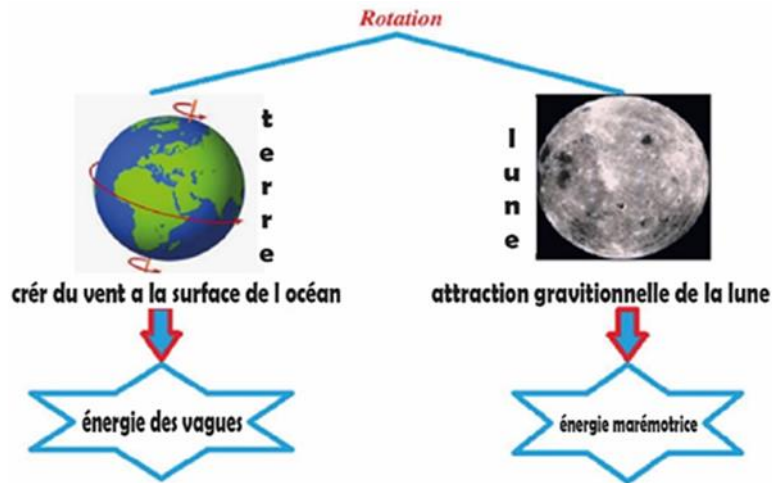 Rotation
terre
lune
crér du vent a la surface de l océan
attraction gravitionnelle de la lune
énergie des vagues
énergie marémotrice